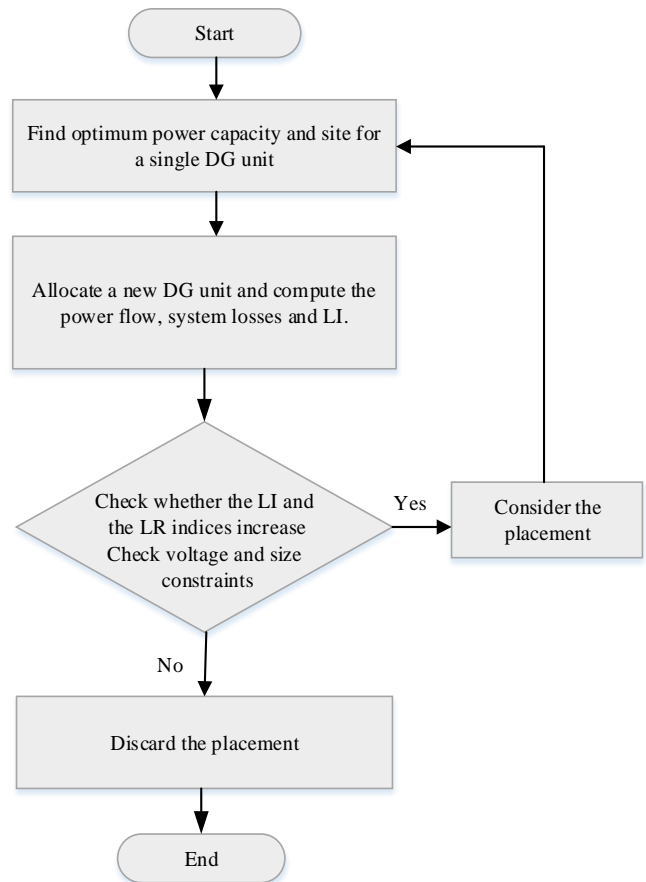 Start
Find optimum power capacity and site for
a single DG unit
Allocate a new DG unit and compute the
power flow, system losses and LI.
Check whether the LI and
the LR indices increase
Check voltage and size
constraints
Yes
Consider the
placement
No
Discard the placement
End